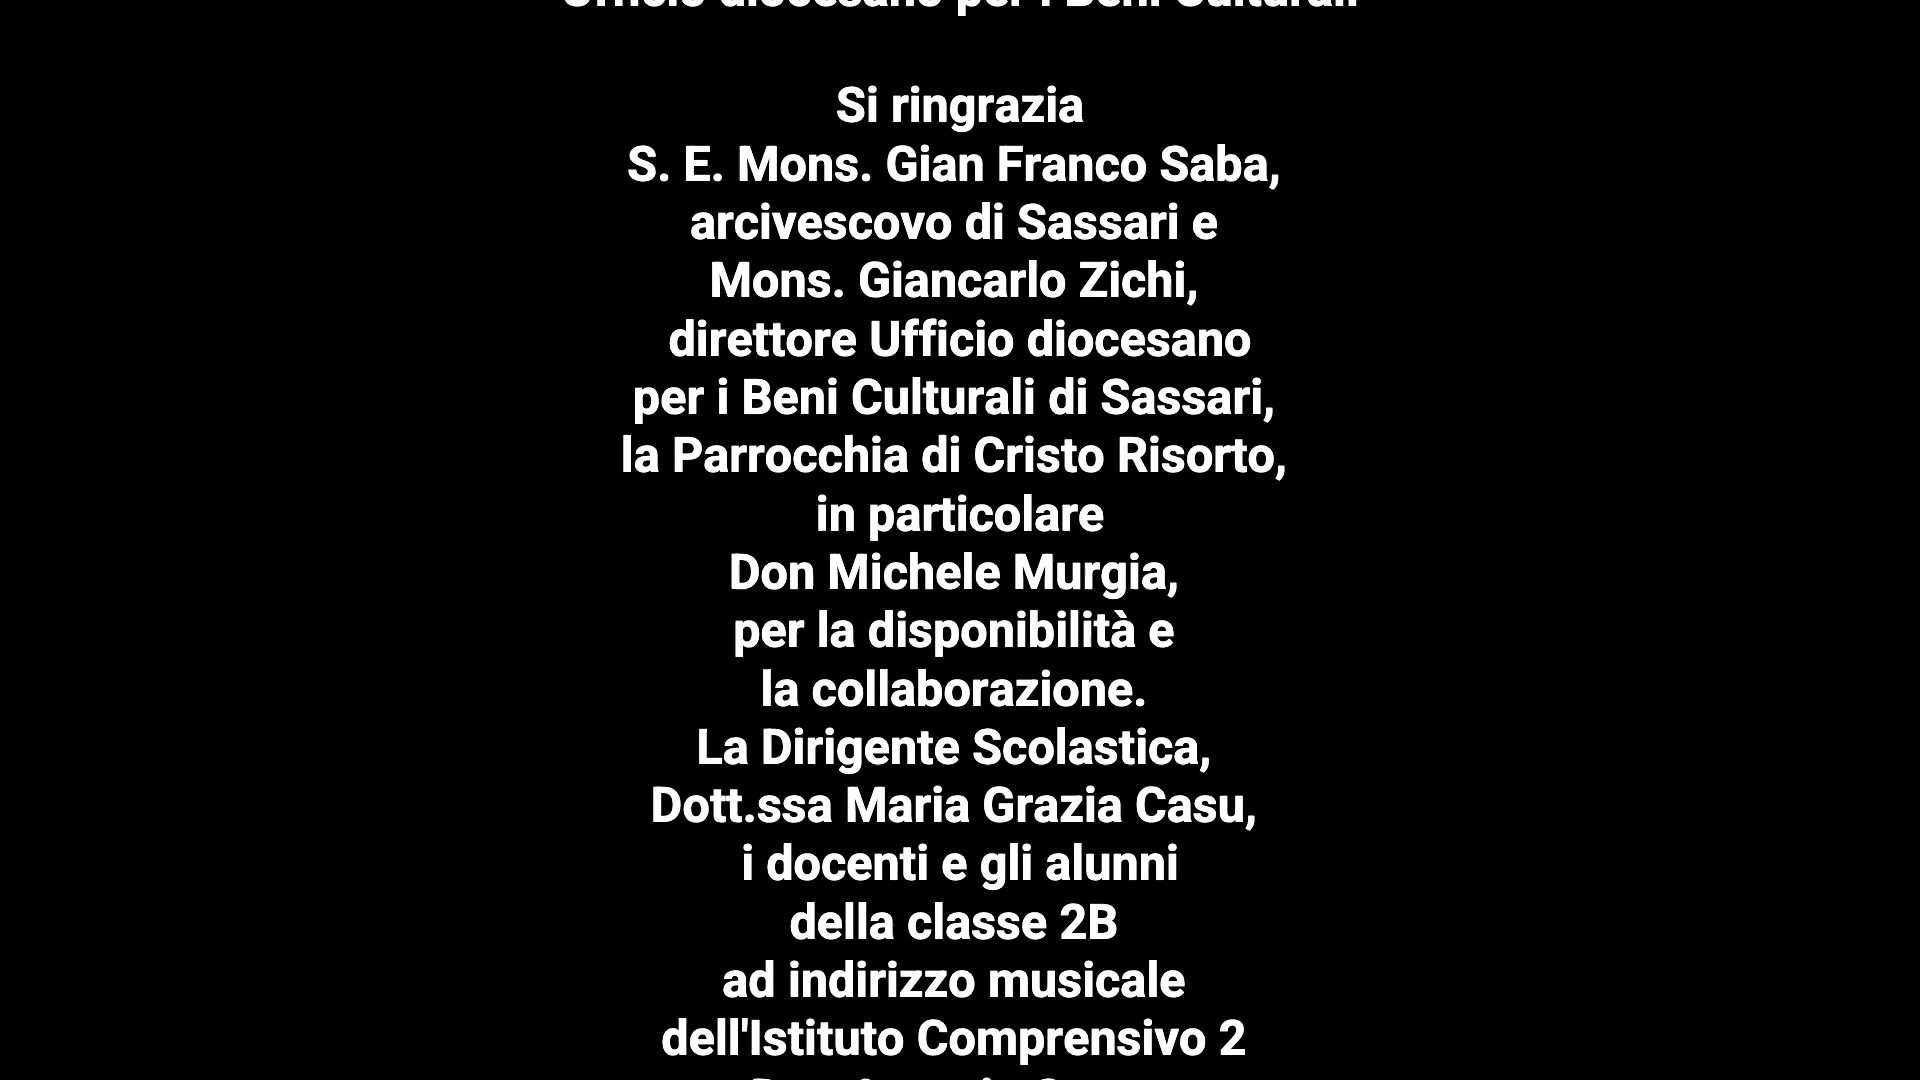 Ufficio diocesano per i Beni Culturali
Si ringrazia
S. E. Mons. Gian Franco Saba,
arcivescovo di Sassari e
Mons. Giancarlo Zichi,
direttore Ufficio diocesano
per i Beni Culturali di Sassari,
la Parrocchia di Cristo Risorto,
in particolare
Don Michele Murgia,
per la disponibilità e
la collaborazione.
La Dirigente Scolastica,
Dott.ssa Maria Grazia Casu,
i docenti e gli alunni
della classe 2B
ad indirizzo musicale
dell'Istituto Comprensivo 2